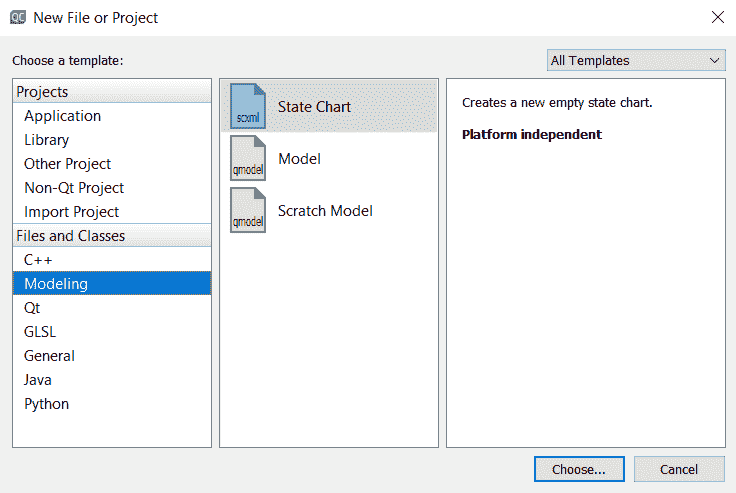 QC New File or Project
Choose a template:
All Templates
Projects
Application
Library
Other Project
Non-Qt Project
Import Project
Files and Classes
C++
Modeling
Qt
GLSL
General
Java
Python
scxml
State Chart
qmodel
Model
qmodel
Scratch Model
Creates a new empty state chart.
Platform independent
Choose...
Cancel